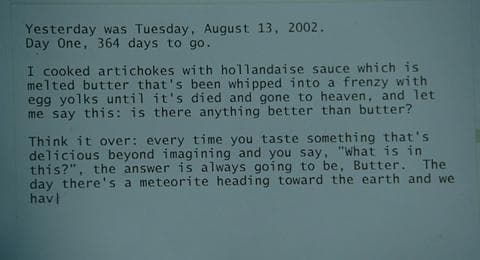 Yesterday was Tuesday, August 13, 2002.
Day One, 364 days to go.
I cooked artichokes with hollandaise sauce which is
melted butter that's been whipped into a frenzy with
egg yolks until it's died and gone to heaven, and let
me say this: is there anything better than butter?
Think it over: every time you taste something that's
delicious beyond imagining and you say, "What is in
this?", the answer is always going to be, Butter.  The
day there's a meteorite heading toward the earth and we
hav